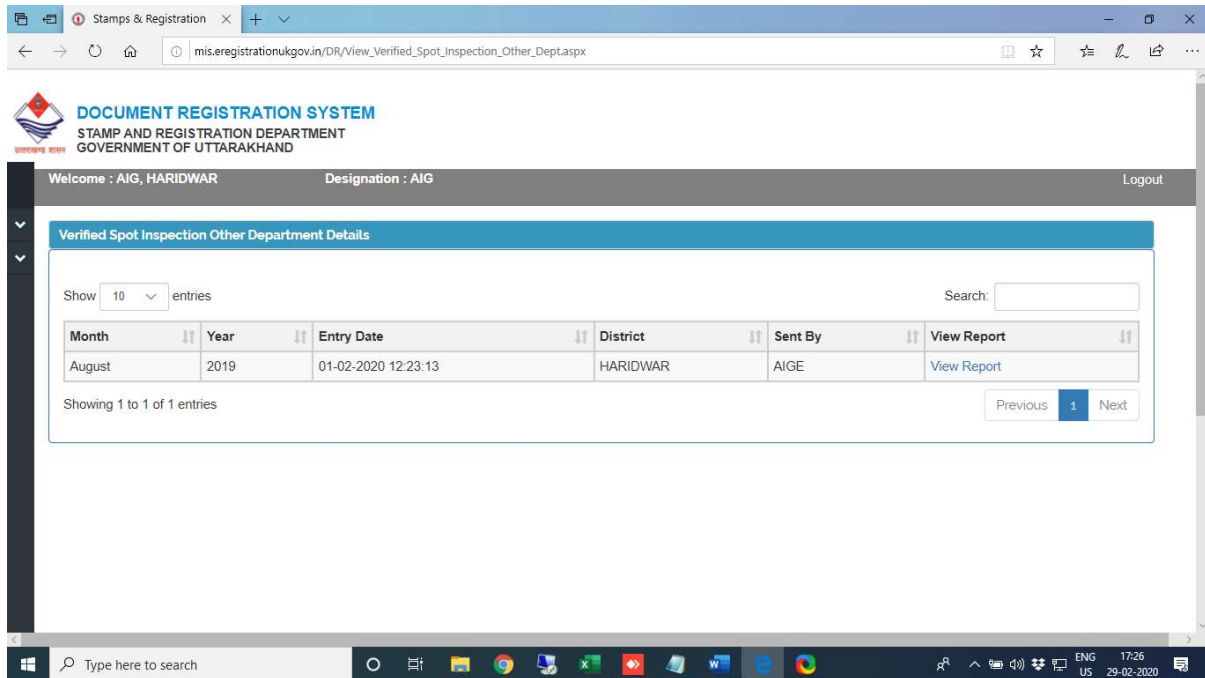 Stamps & Registration
mis.eregistrationukgov.in/DR/View_Verified_Spot_Inspection_Other_Dept.aspx
DOCUMENT REGISTRATION SYSTEM
STAMP AND REGISTRATION DEPARTMENT
उत्तराखण्ड शासन GOVERNMENT OF UTTARAKHAND
Welcome : AIG, HARIDWAR Designation : AIG Logout
Verified Spot Inspection Other Department Details
Show 10 entries Search:
Month Year Entry Date District Sent By View Report
August 2019 01-02-2020 12:23:13 HARIDWAR AIGE View Report
Showing 1 to 1 of 1 entries Previous 1 Next
Type here to search ENG 17:26
US 29-02-2020